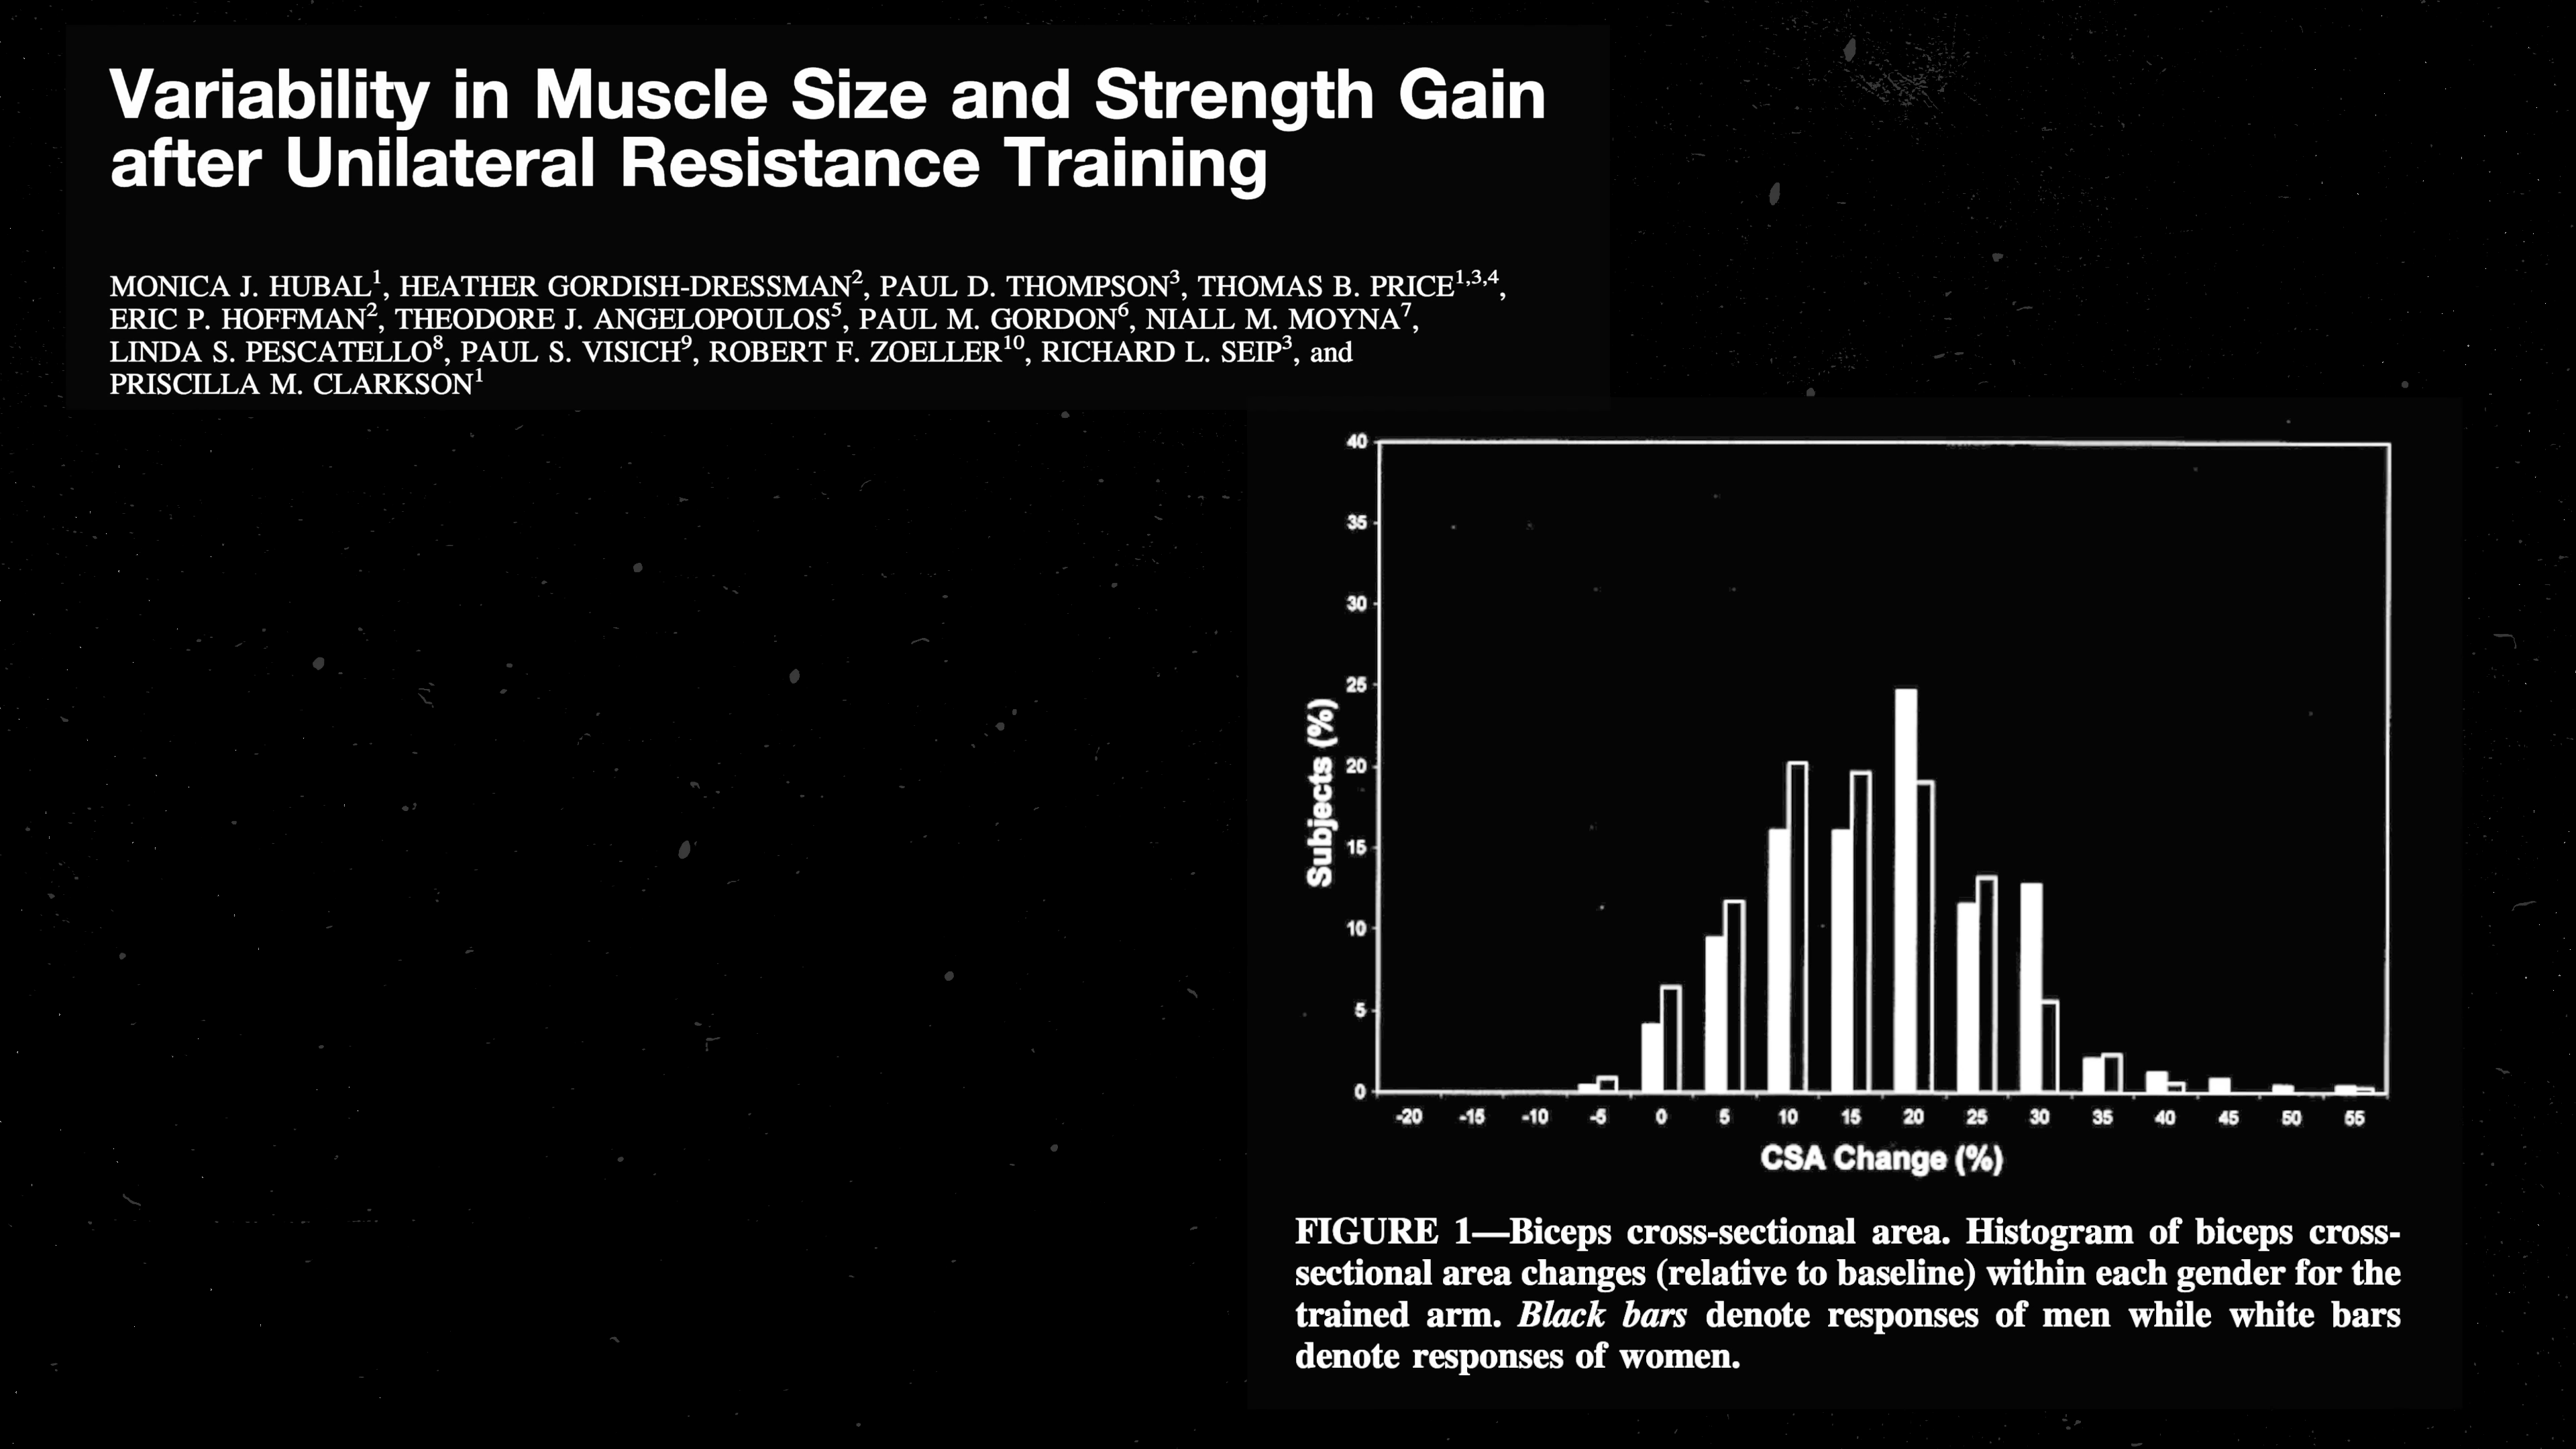 Variability in Muscle Size and Strength Gain
after Unilateral Resistance Training
MONICA J. HUBAL1, HEATHER GORDISH-DRESSMAN2, PAUL D. THOMPSON3, THOMAS B. PRICE1,3,4,
ERIC P. HOFFMAN2, THEODORE J. ANGELOPOULOS5, PAUL M. GORDON6, NIALL M. MOYNA7,
LINDA S. PESCATELLO8, PAUL S. VISICH9, ROBERT F. ZOELLER10, RICHARD L. SEIP3, and
PRISCILLA M. CLARKSON1
40
35
30
25
20
15
10
5
0
Subjects (%)
-20 -15 -10 -5 0 5 10 15 20 25 30 35 40 45 50 55
CSA Change (%)
FIGURE 1—Biceps cross-sectional area. Histogram of biceps cross-
sectional area changes (relative to baseline) within each gender for the
trained arm. Black bars denote responses of men while white bars
denote responses of women.